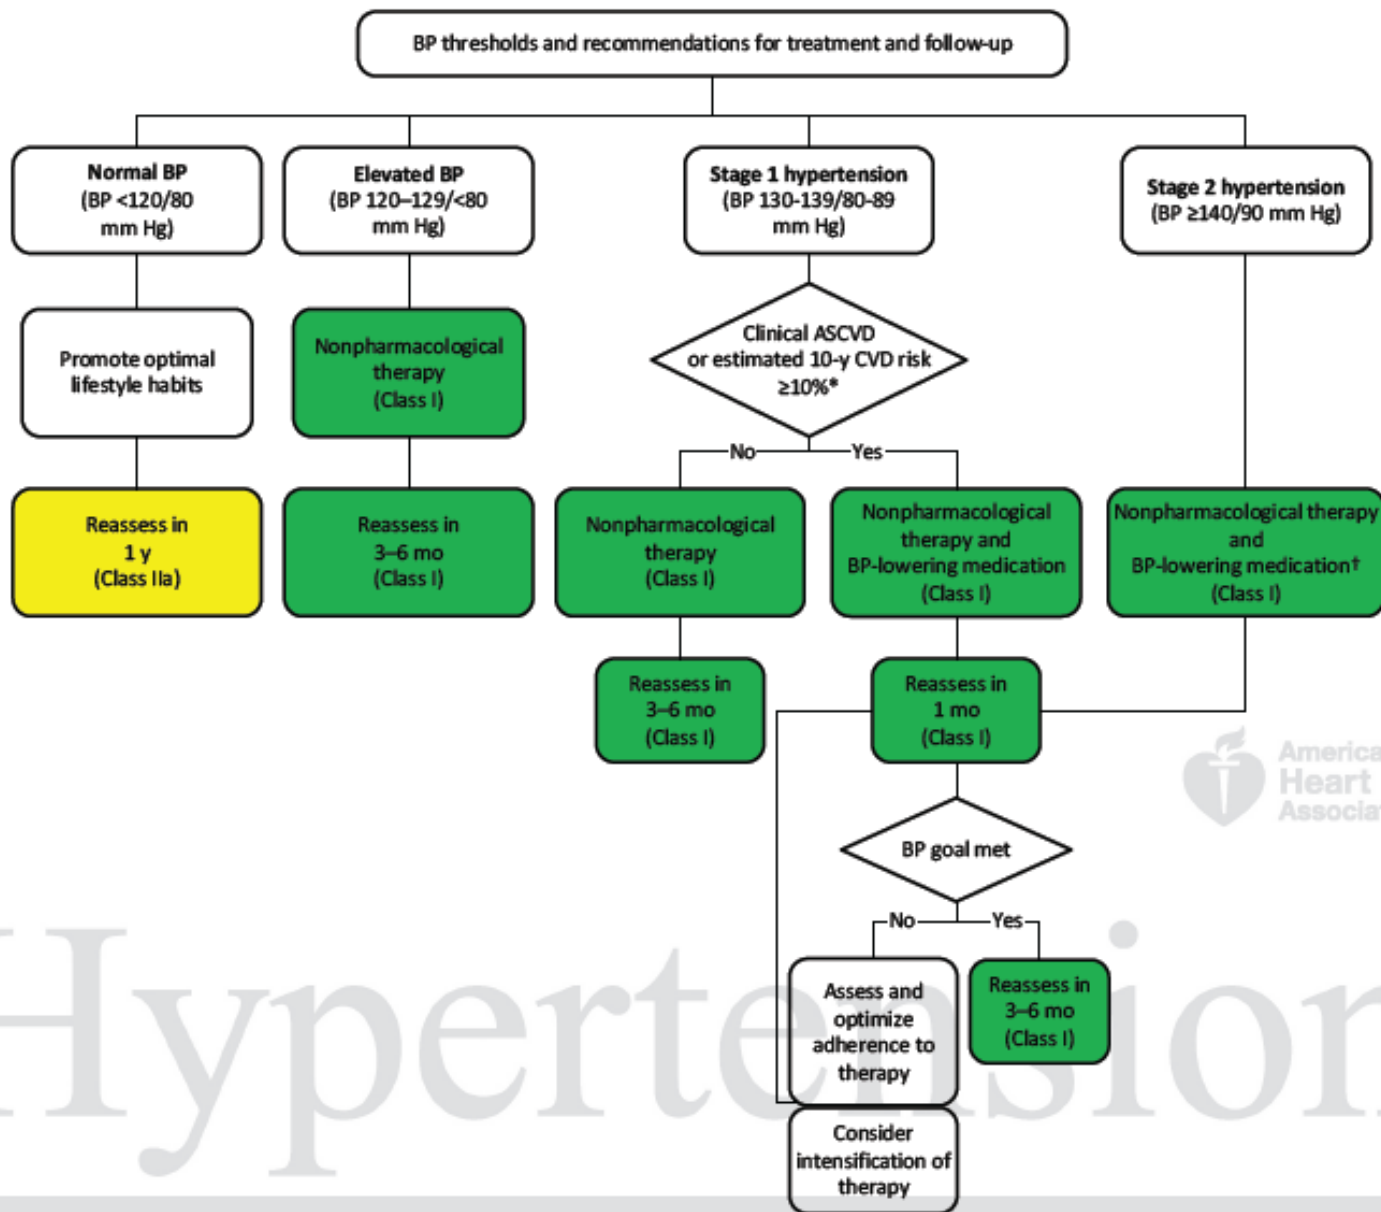 BP thresholds and recommendations for treatment and follow-up
Normal BP
(BP <120/80
mm Hg)
Elevated BP
(BP 120–129/<80
mm Hg)
Stage 1 hypertension
(BP 130-139/80-89
mm Hg)
Stage 2 hypertension
(BP ≥140/90 mm Hg)
Promote optimal
lifestyle habits
Nonpharmacological
therapy
(Class I)
Clinical ASCVD
or estimated 10-y CVD risk
≥10%*
No
Yes
Reassess in
1 y
(Class IIa)
Reassess in
3–6 mo
(Class I)
Nonpharmacological
therapy
(Class I)
Nonpharmacological
therapy and
BP-lowering medication
(Class I)
Nonpharmacological therapy
and
BP-lowering medication†
(Class I)
Reassess in
3–6 mo
(Class I)
Reassess in
1 mo
(Class I)
America
Heart
Associat
BP goal met
No
Yes
Assess and
optimize
adherence to
therapy
Reassess in
3–6 mo
(Class I)
Consider
intensification of
therapy
Hypertension